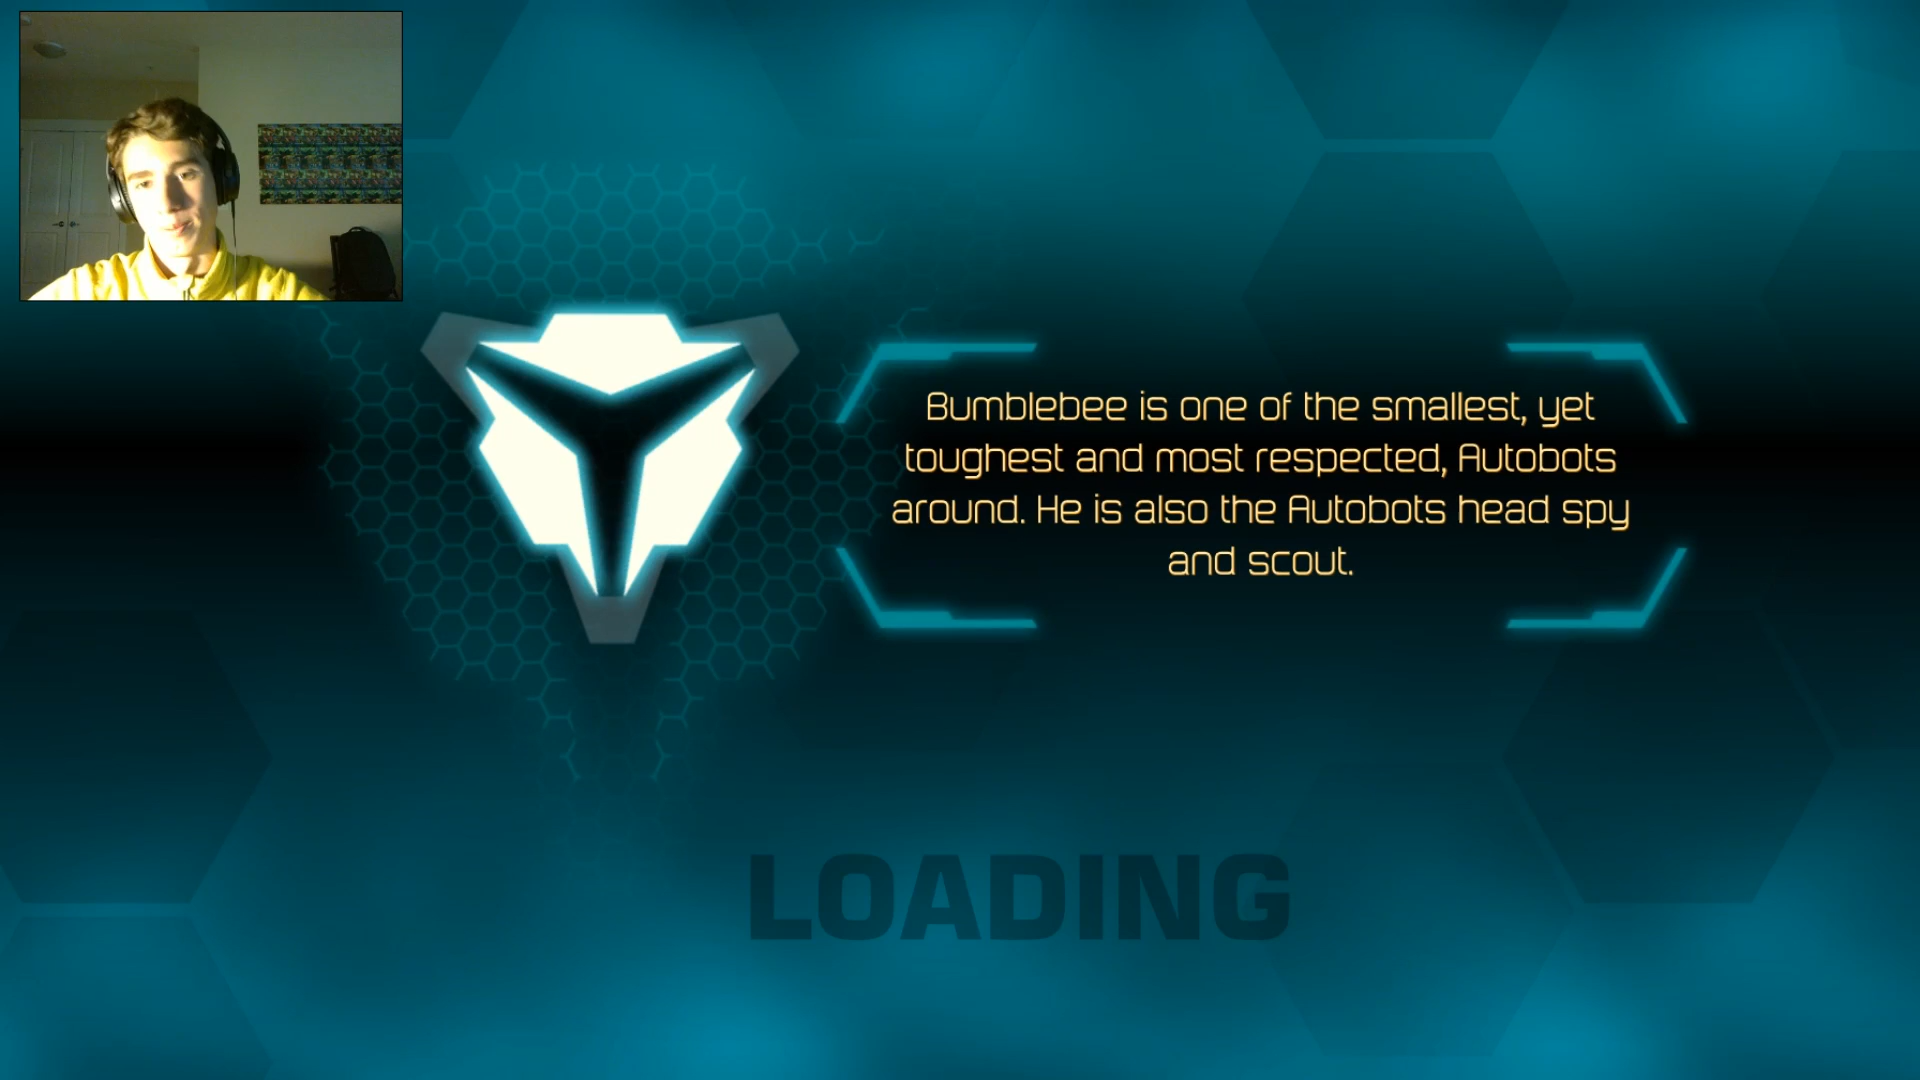 Bumblebee is one of the smallest, yet
toughest and most respected, Autobots
around. He is also the Autobots head spy
and scout.
LOADING